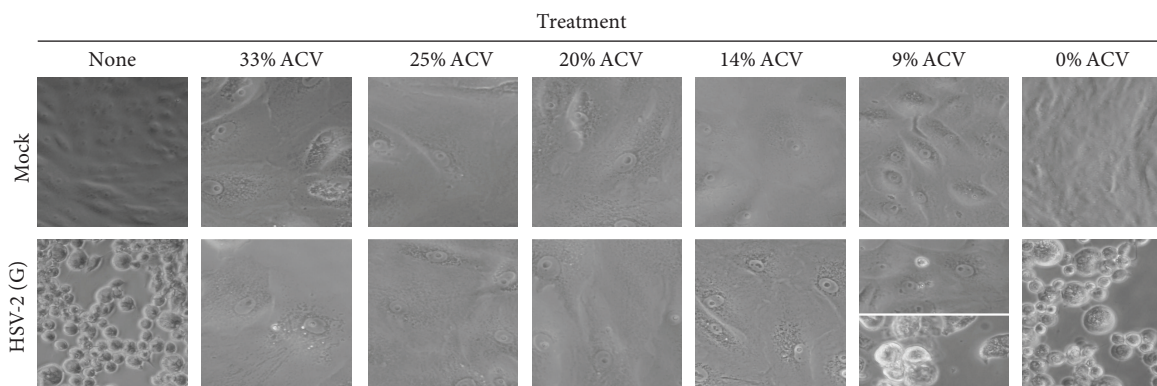 Treatment
None 33% ACV 25% ACV 20% ACV 14% ACV 9% ACV 0% ACV
Mock
HSV-2 (G)